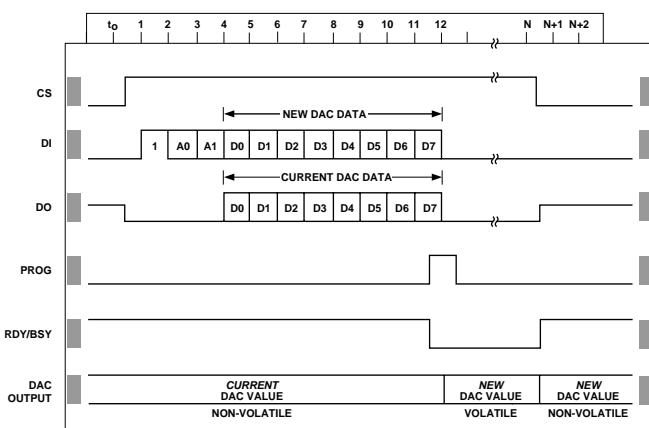 to 1 2 3 4 5 6 7 8 9 10 11 12 N N+1 N+2
CS
NEW DAC DATA
DI 1 A0 A1 D0 D1 D2 D3 D4 D5 D6 D7
CURRENT DAC DATA
DO D0 D1 D2 D3 D4 D5 D6 D7
PROG
RDY/BSY
DAC OUTPUT
CURRENT DAC VALUE
NEW DAC VALUE
NEW DAC VALUE
NON-VOLATILE VOLATILE NON-VOLATILE